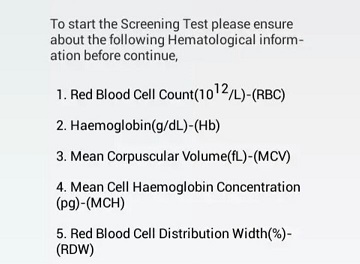 To start the Screening Test please ensure
about the following Hematological inform-
ation before continue,
1. Red Blood Cell Count(10^12/L)-(RBC)
2. Haemoglobin(g/dL)-(Hb)
3. Mean Corpuscular Volume(fL)-(MCV)
4. Mean Cell Haemoglobin Concentration
(pg)-(MCH)
5. Red Blood Cell Distribution Width(%)-
(RDW)